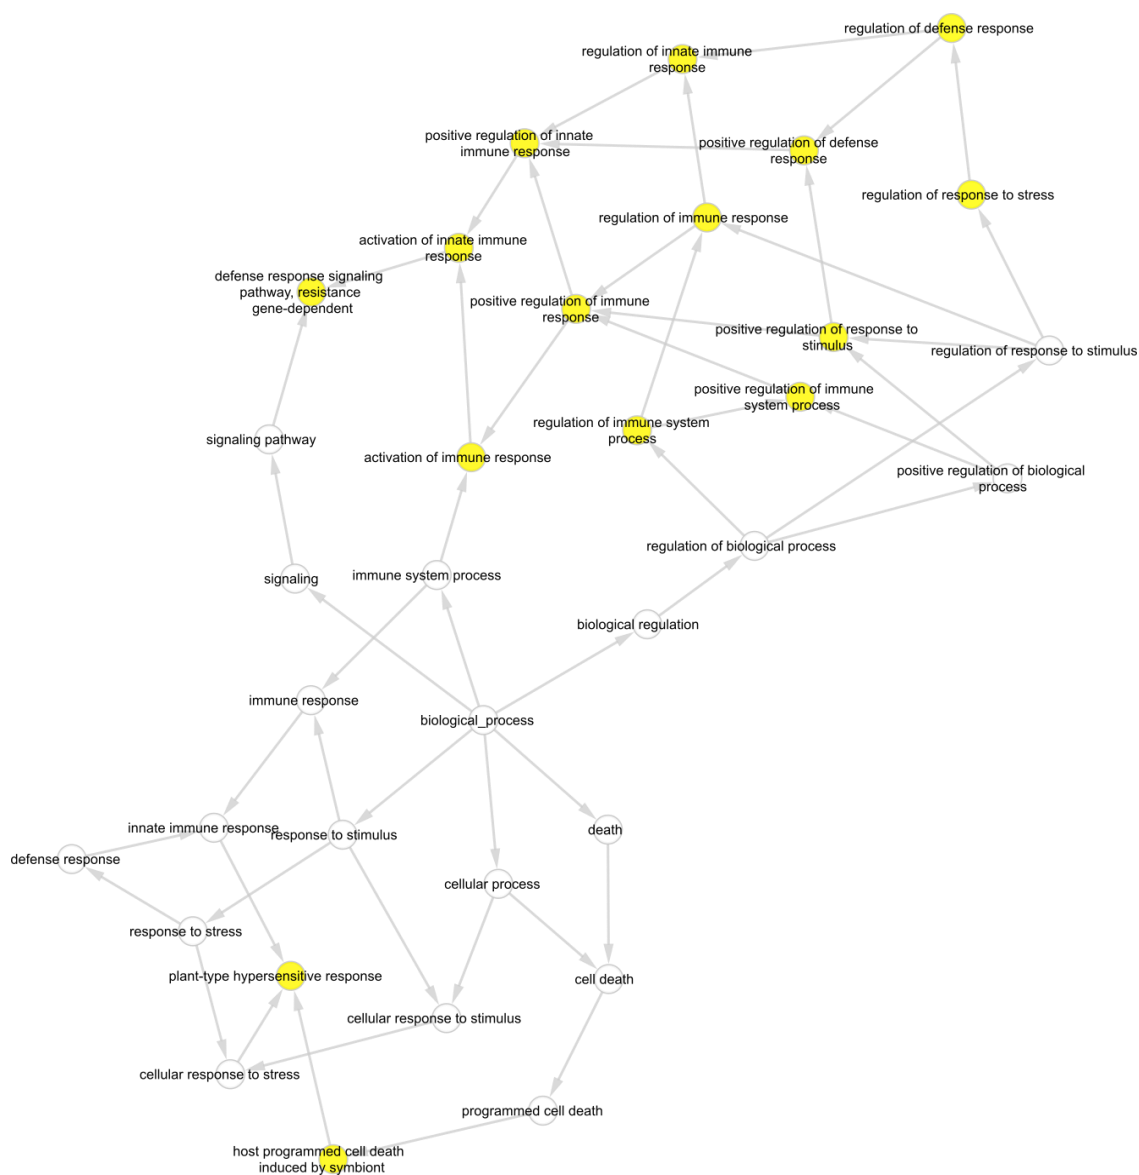 regulation of defense response
regulation of innate immune
response
positive regulation of innate
immune response
positive regulation of defense
response
regulation of response to stress
regulation of immune response
activation of innate immune
response
defense response signaling
pathway, resistance
gene-dependent
positive regulation of immune
response
positive regulation of response to
stimulus
regulation of response to stimulus
positive regulation of immune
system process
regulation of immune system
process
signaling pathway
activation of immune response
positive regulation of biological
process
regulation of biological process
signaling
immune system process
biological regulation
immune response
biological_process
innate immune response
response to stimulus
death
defense response
cellular process
response to stress
plant-type hypersensitive response
cell death
cellular response to stimulus
cellular response to stress
programmed cell death
host programmed cell death
induced by symbiont